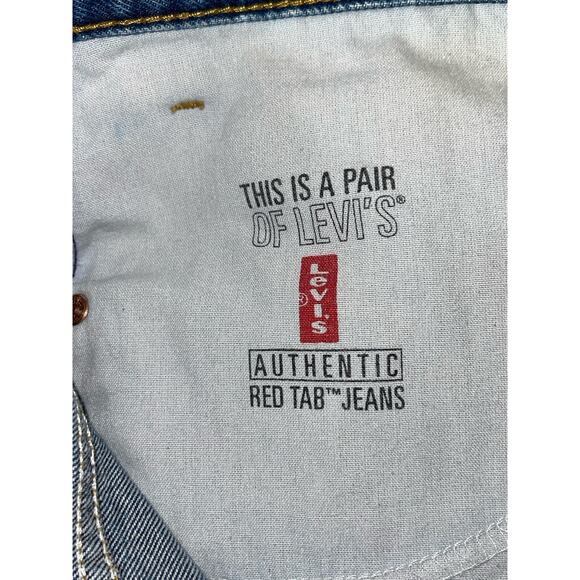 THIS IS A PAIR
OF LEVI'S®
Levi's
®
AUTHENTIC
RED TAB™ JEANS